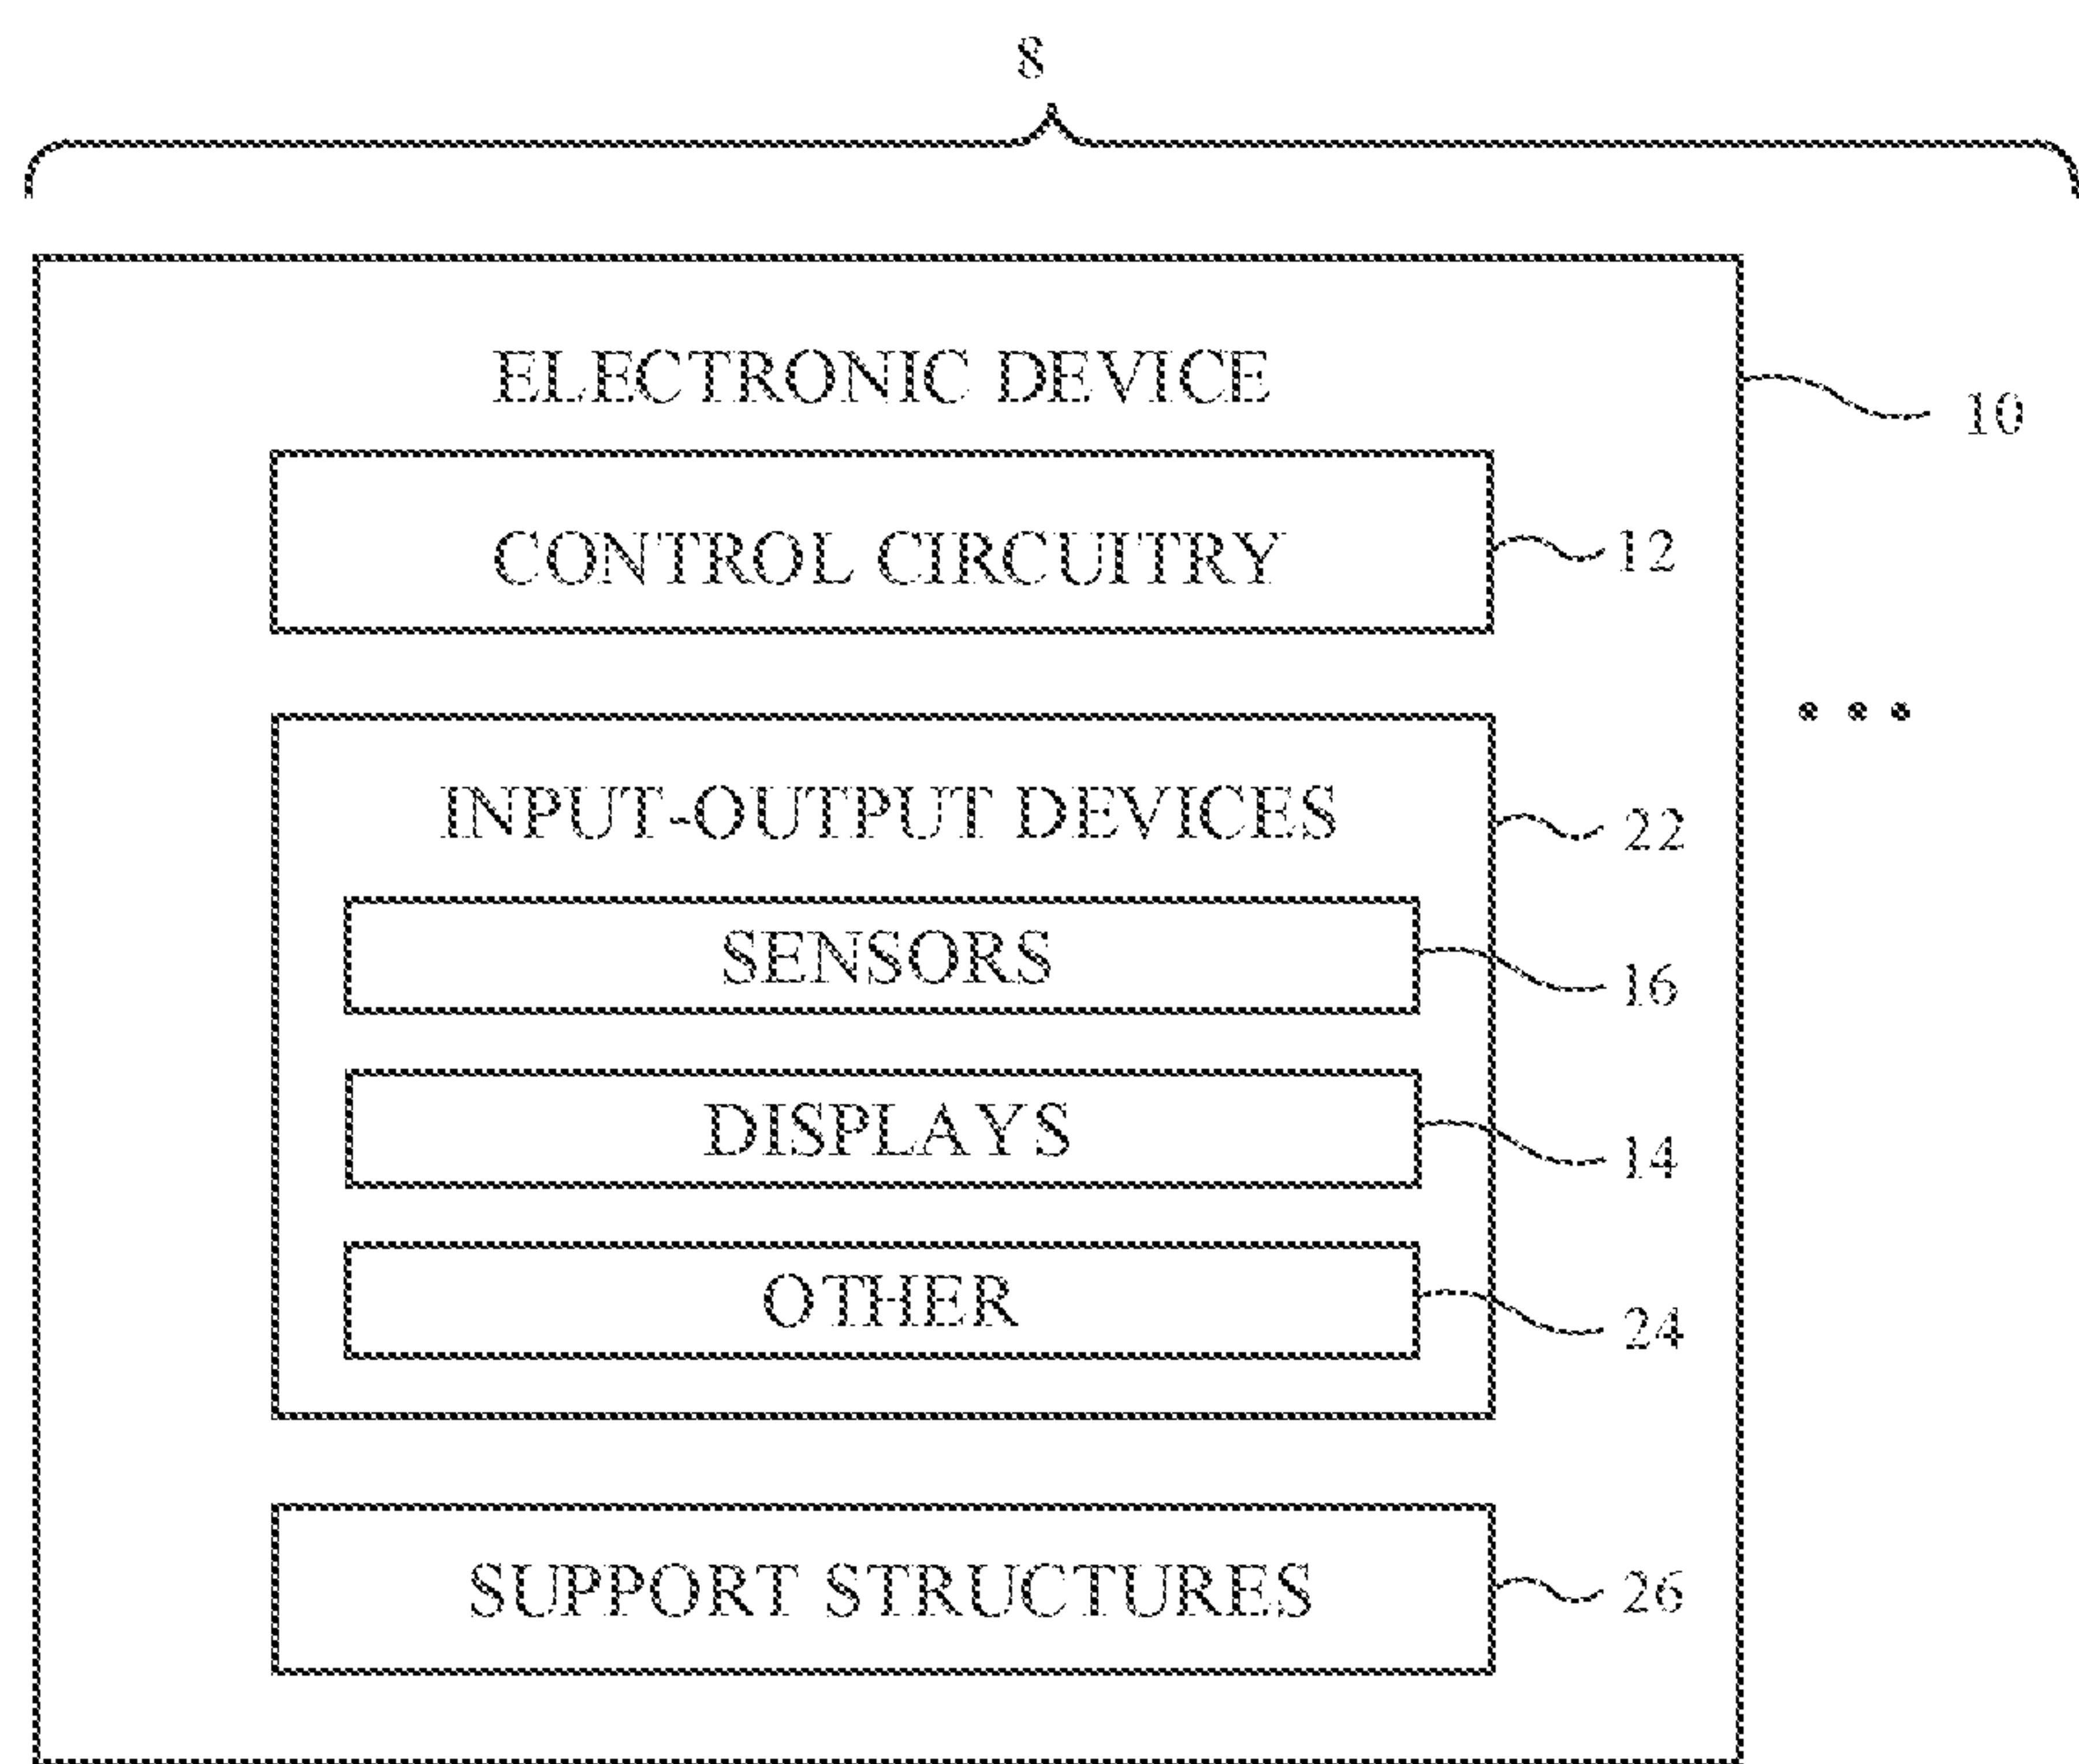 8
ELECTRONIC DEVICE
10
CONTROL CIRCUITRY
12
INPUT-OUTPUT DEVICES
22
SENSORS
16
DISPLAYS
14
OTHER
24
SUPPORT STRUCTURES
26